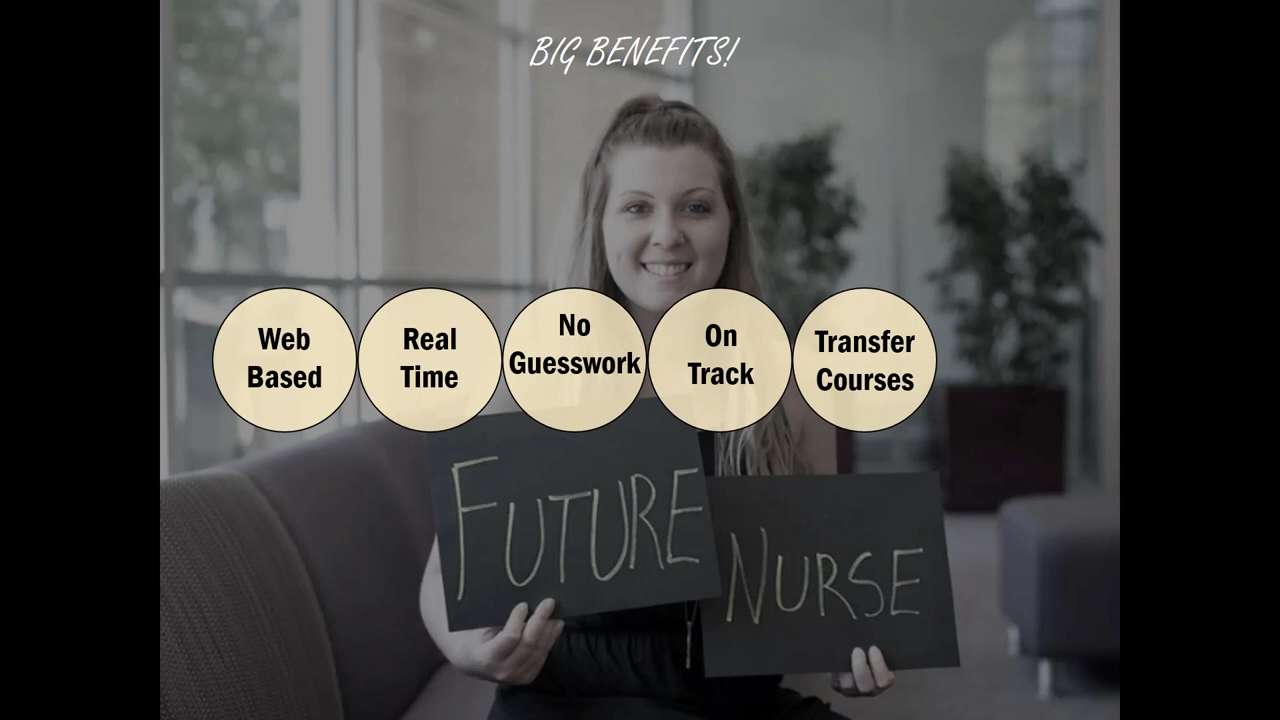 BIG BENEFITS!
Web
Based
Real
Time
No
Guesswork
On
Track
Transfer
Courses
FUTURE
NURSE